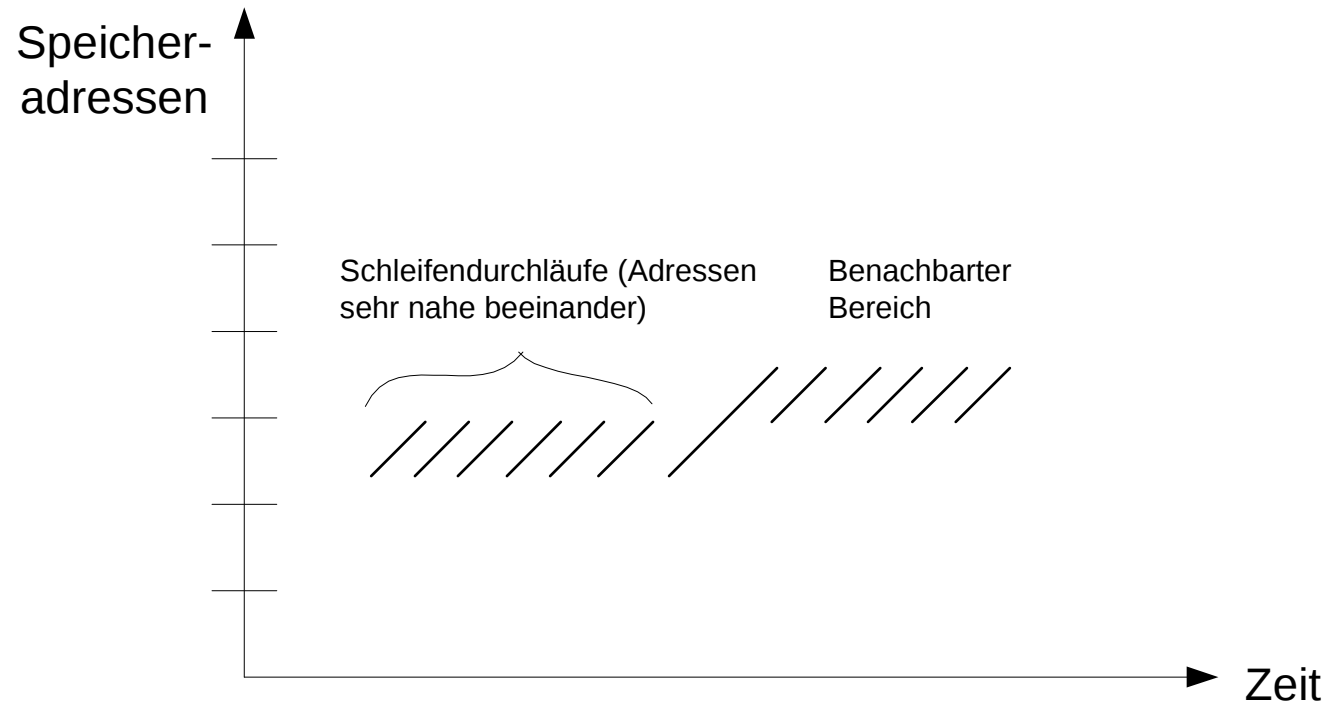 Speicher-
adressen
Schleifendurchläufe (Adressen
sehr nahe beeinander)
Benachbarter
Bereich
Zeit